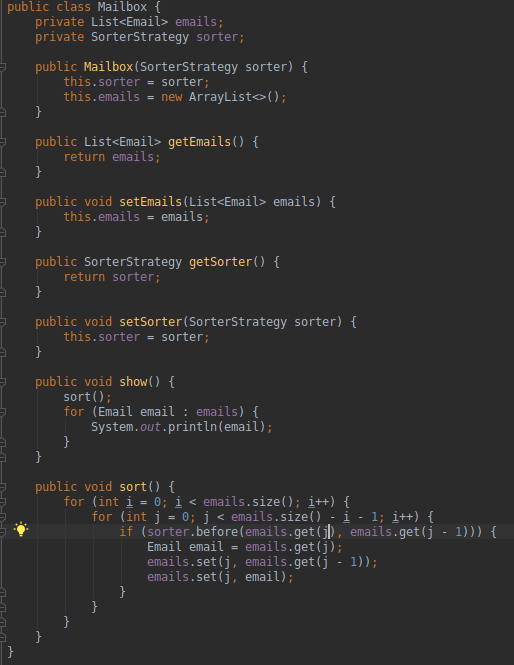 public class Mailbox {
    private List<Email> emails;
    private SorterStrategy sorter;

    public Mailbox(SorterStrategy sorter) {
        this.sorter = sorter;
        this.emails = new ArrayList<>();
    }

    public List<Email> getEmails() {
        return emails;
    }

    public void setEmails(List<Email> emails) {
        this.emails = emails;
    }

    public SorterStrategy getSorter() {
        return sorter;
    }

    public void setSorter(SorterStrategy sorter) {
        this.sorter = sorter;
    }

    public void show() {
        sort();
        for (Email email : emails) {
            System.out.println(email);
        }
    }

    public void sort() {
        for (int i = 0; i < emails.size(); i++) {
            for (int j = 0; j < emails.size() - i - 1; i++) {
                if (sorter.before(emails.get(j), emails.get(j - 1))) {
                    Email email = emails.get(j);
                    emails.set(j, emails.get(j - 1));
                    emails.set(j, email);
                }
            }
        }
    }
}